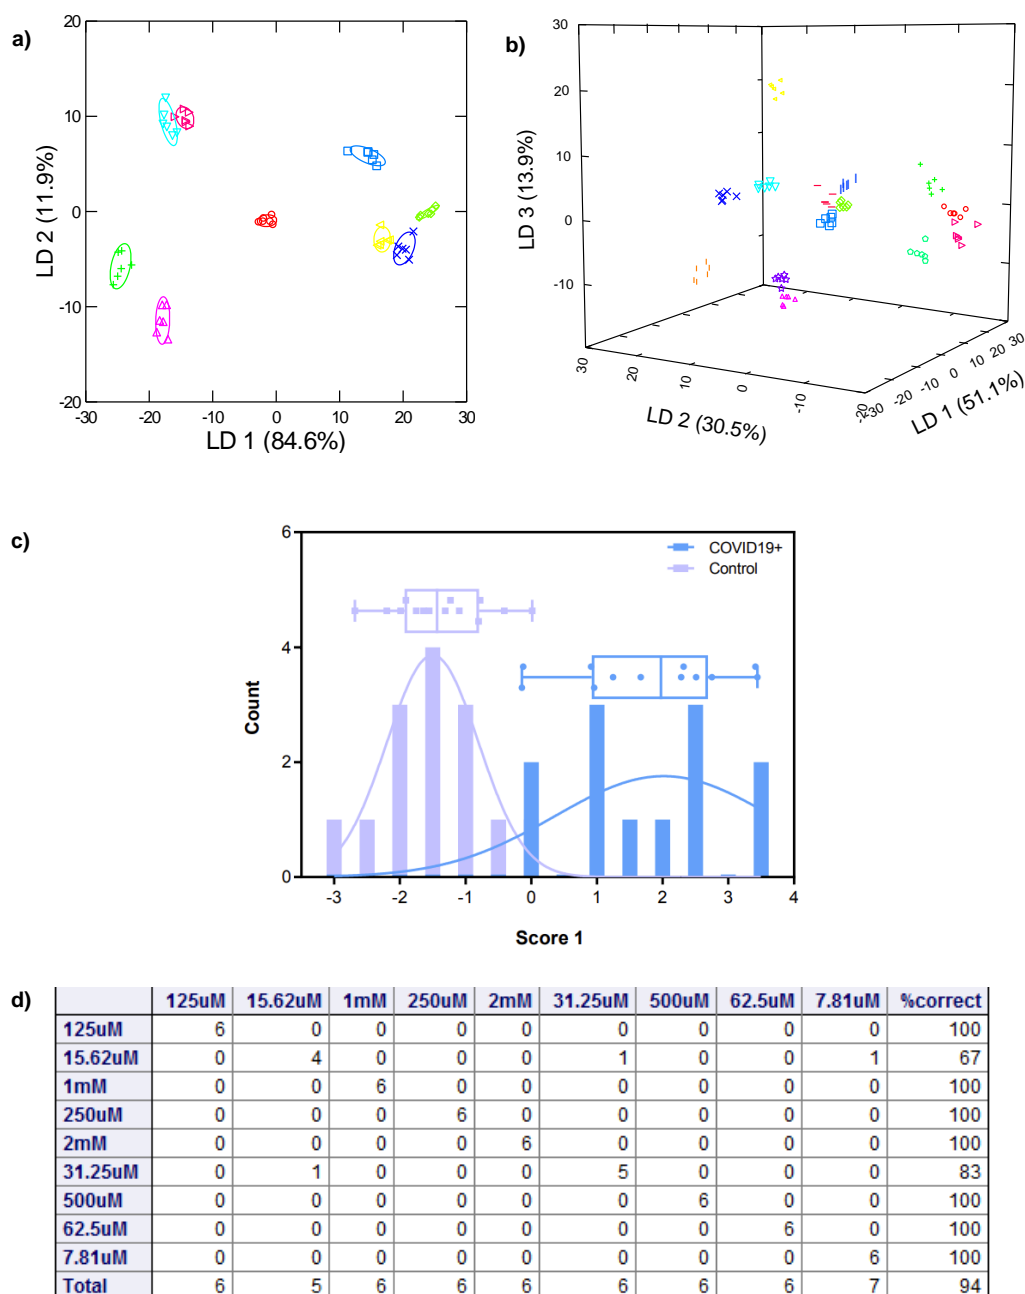 a)
20
10
0
-10
-20
-30 -20 -10 0 10 20 30
LD 2 (11.9%)
LD 1 (84.6%)
b)
30
20
10
0
-10
LD 3 (13.9%)
30 20 10 0 -10 -20
LD 2 (30.5%)
-30 -20 -10 0 10 20 30
LD 1 (51.1%)
c)
6
4
2
0
Count
COVID19+
Control
-3 -2 -1 0 1 2 3 4
Score 1
d)
125uM 15.62uM 1mM 250uM 2mM 31.25uM 500uM 62.5uM 7.81uM %correct
125uM 6 0 0 0 0 0 0 0 0 100
15.62uM 0 4 0 0 0 1 0 0 1 67
1mM 0 0 6 0 0 0 0 0 0 100
250uM 0 0 0 6 0 0 0 0 0 100
2mM 0 0 0 0 6 0 0 0 0 100
31.25uM 0 1 0 0 0 5 0 0 0 83
500uM 0 0 0 0 0 0 6 0 0 100
62.5uM 0 0 0 0 0 0 0 6 0 100
7.81uM 0 0 0 0 0 0 0 0 6 100
Total 6 5 6 6 6 6 6 6 7 94